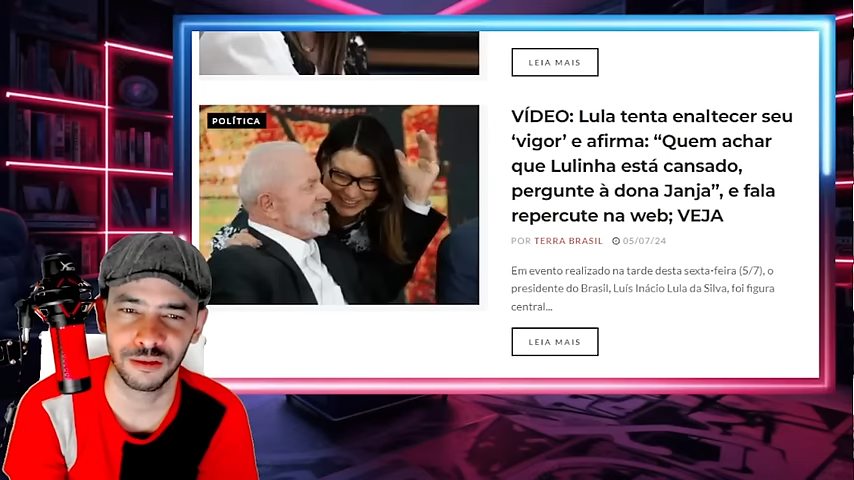 LEIA MAIS
POLÍTICA
VÍDEO: Lula tenta enaltecer seu
‘vigor’ e afirma: “Quem achar
que Lulinha está cansado,
pergunte à dona Janja”, e fala
repercute na web; VEJA
POR TERRA BRASIL 05/07/24
Em evento realizado na tarde desta sexta-feira (5/7), o
presidente do Brasil, Luís Inácio Lula da Silva, foi figura
central...
LEIA MAIS